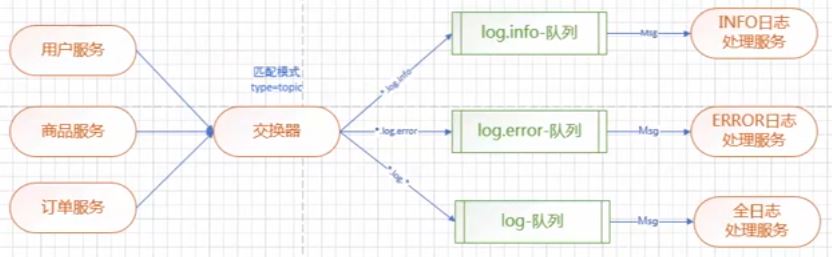 用户服务
商品服务
订单服务
匹配模式
type=topic
交换器
*.log.info
*.log.error
*.log.*
log.info-队列
log.error-队列
log-队列
Msg
Msg
Msg
INFO日志
处理服务
ERROR日志
处理服务
全日志
处理服务